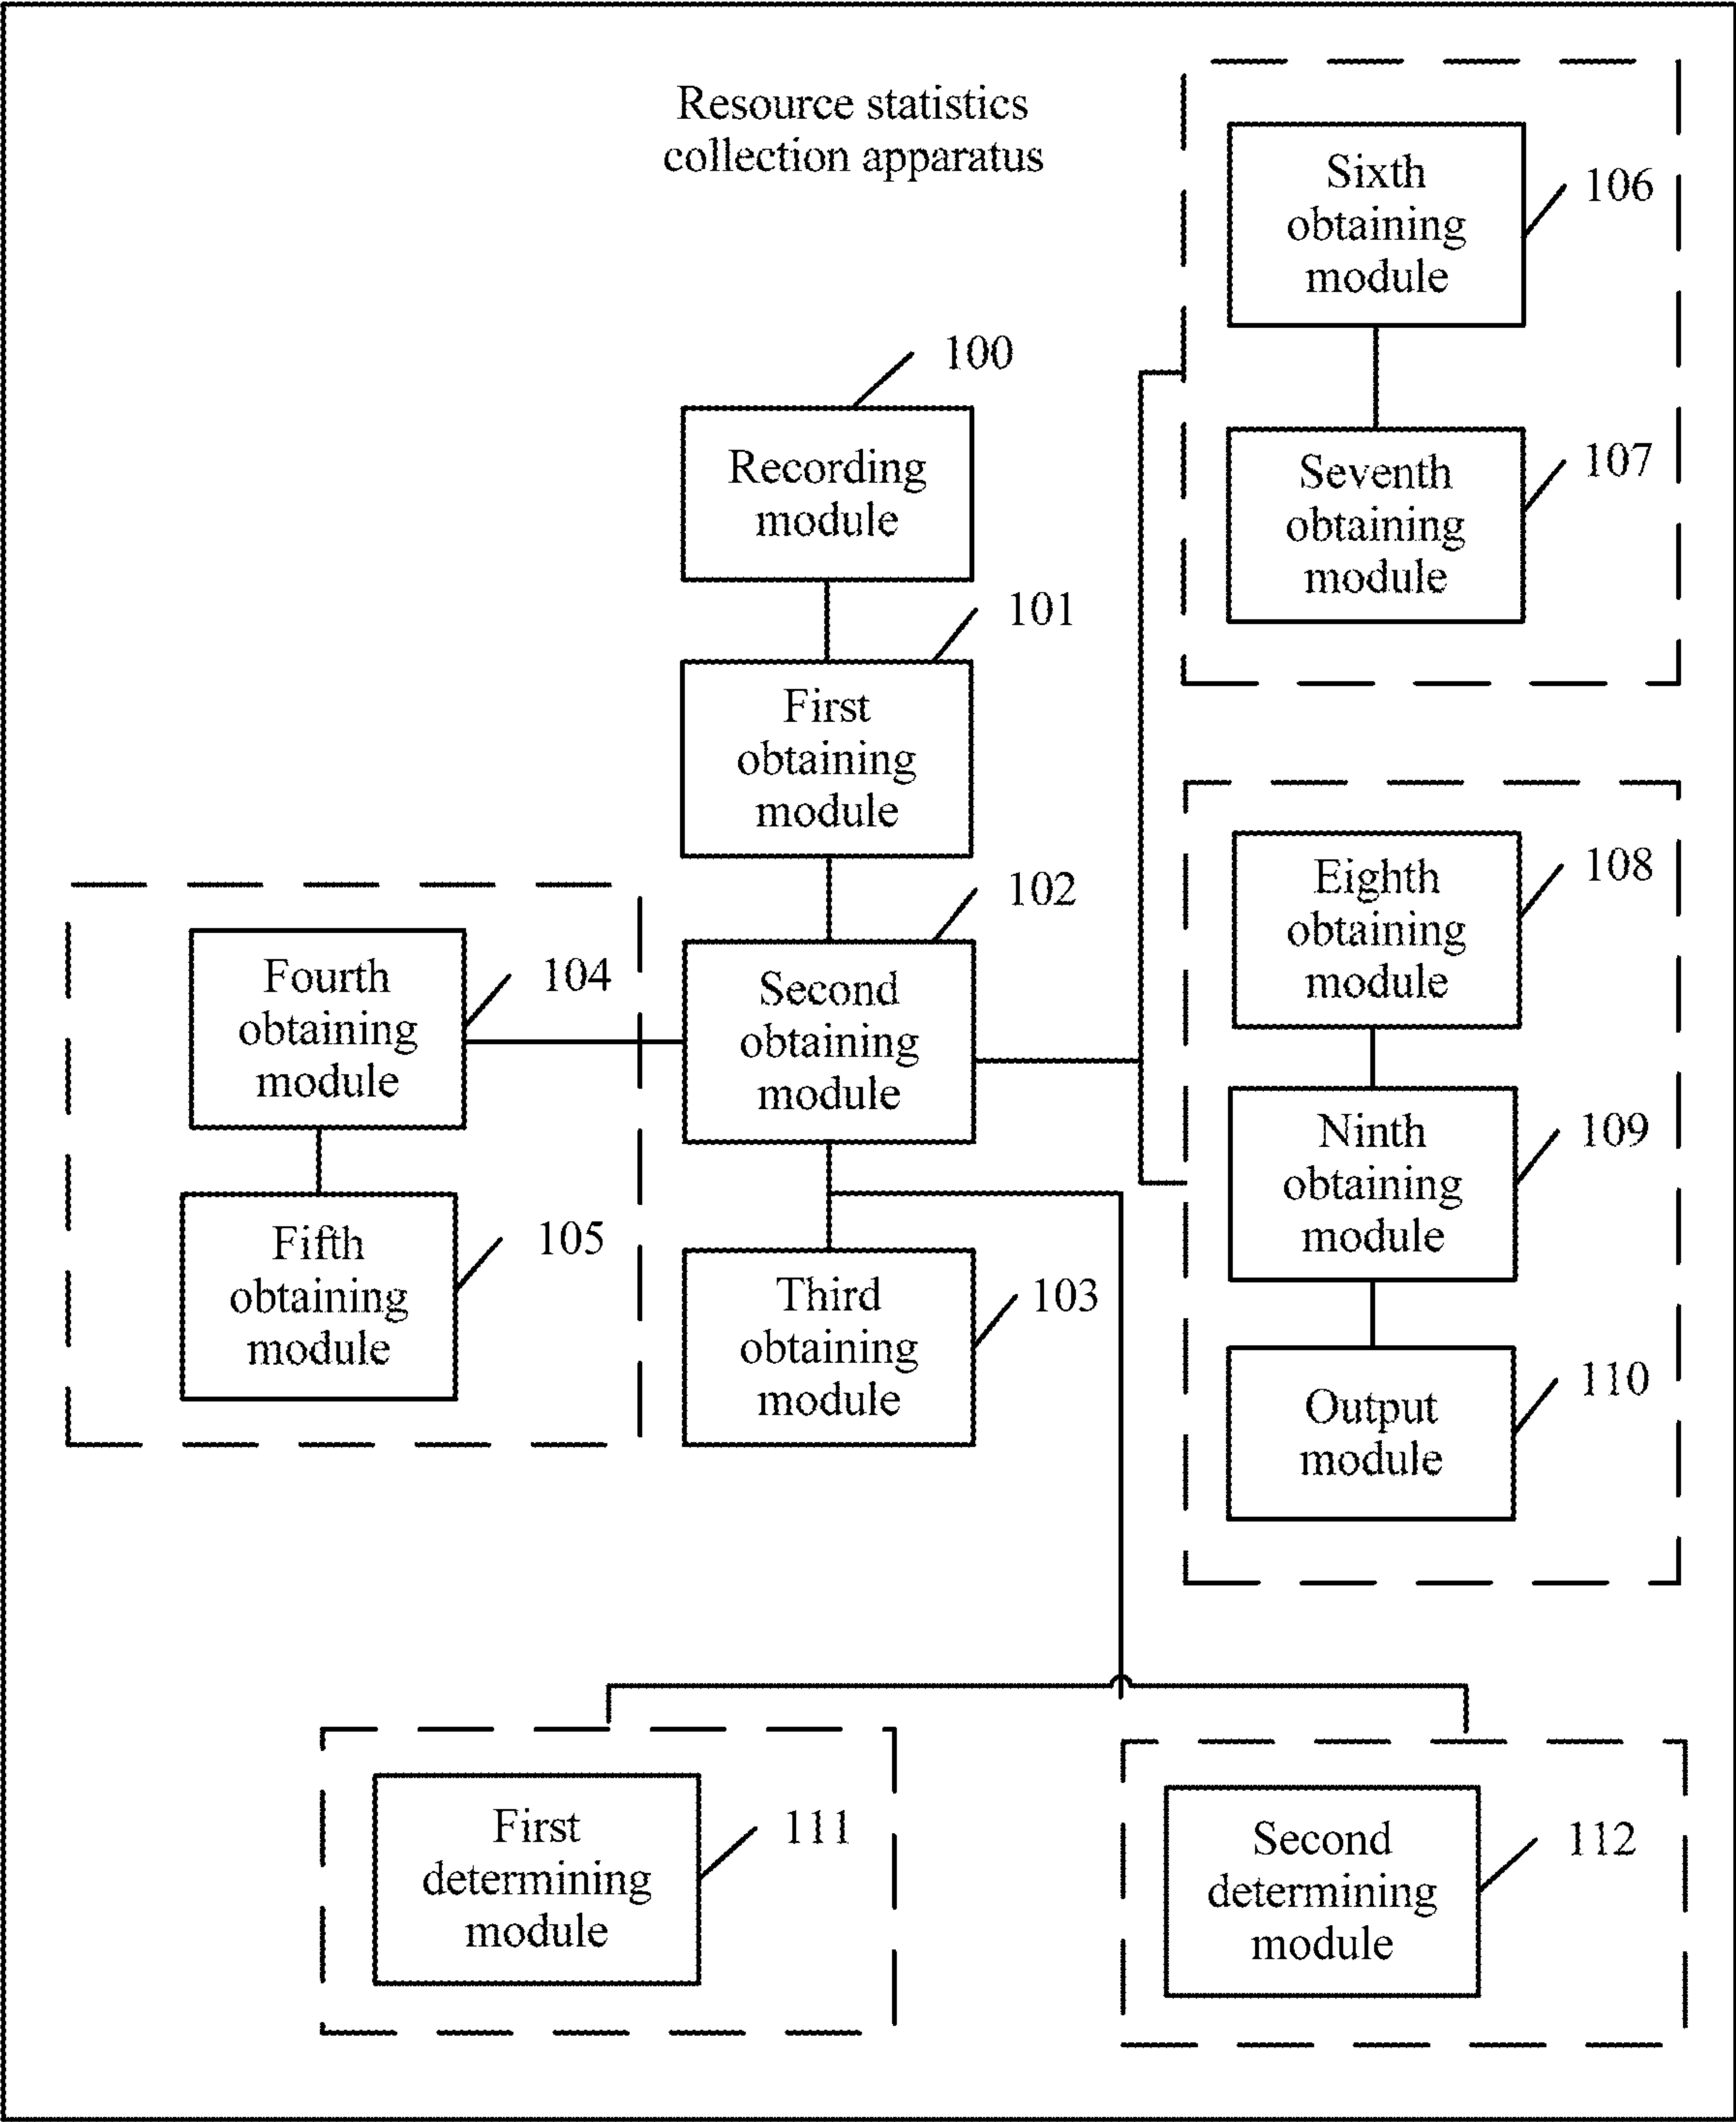 Resource statistics
collection apparatus
100
Recording
module
101
First
obtaining
module
102
Second
obtaining
module
103
Third
obtaining
module
104
Fourth
obtaining
module
105
Fifth
obtaining
module
106
Sixth
obtaining
module
107
Seventh
obtaining
module
108
Eighth
obtaining
module
109
Ninth
obtaining
module
110
Output
module
111
First
determining
module
112
Second
determining
module